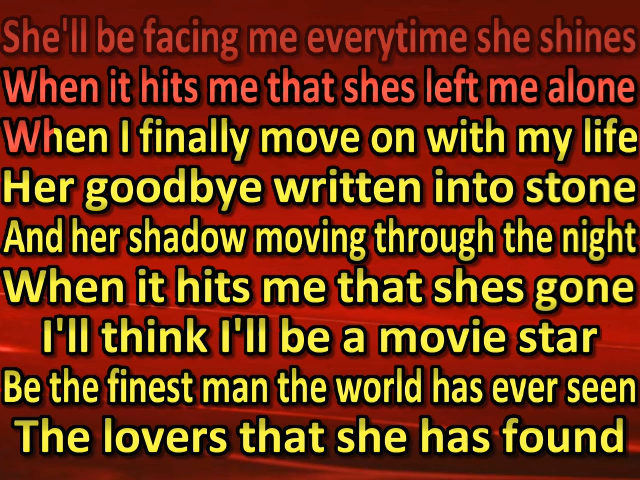 She'll be facing me everytime she shines
When it hits me that shes left me alone
When I finally move on with my life
Her goodbye written into stone
And her shadow moving through the night
When it hits me that shes gone
I'll think I'll be a movie star
Be the finest man the world has ever seen
The lovers that she has found